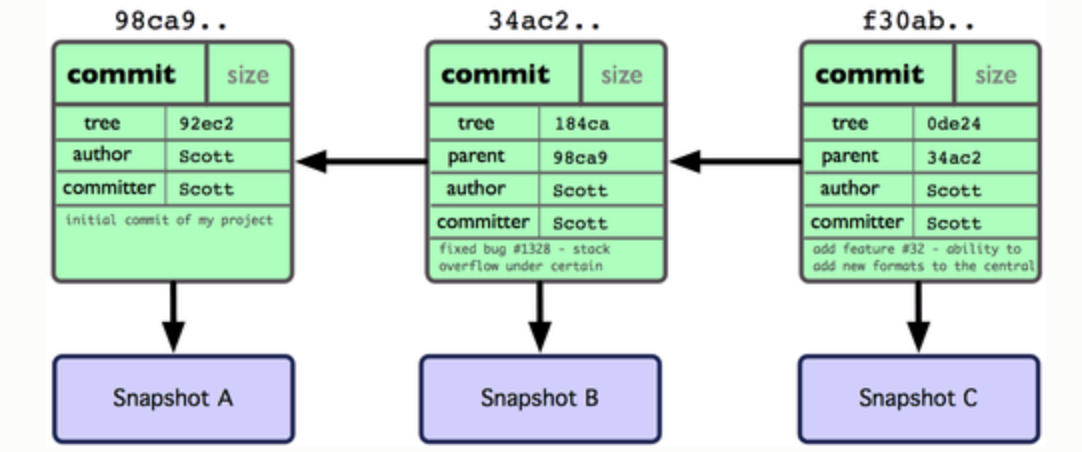 98ca9..
commit size
tree 92ec2
author Scott
committer Scott
initial commit of my project
Snapshot A
34ac2..
commit size
tree 184ca
parent 98ca9
author Scott
committer Scott
fixed bug #1328 - stack
overflow under certain
Snapshot B
f30ab..
commit size
tree 0de24
parent 34ac2
author Scott
committer Scott
add feature #32 - ability to
add new formats to the central
Snapshot C